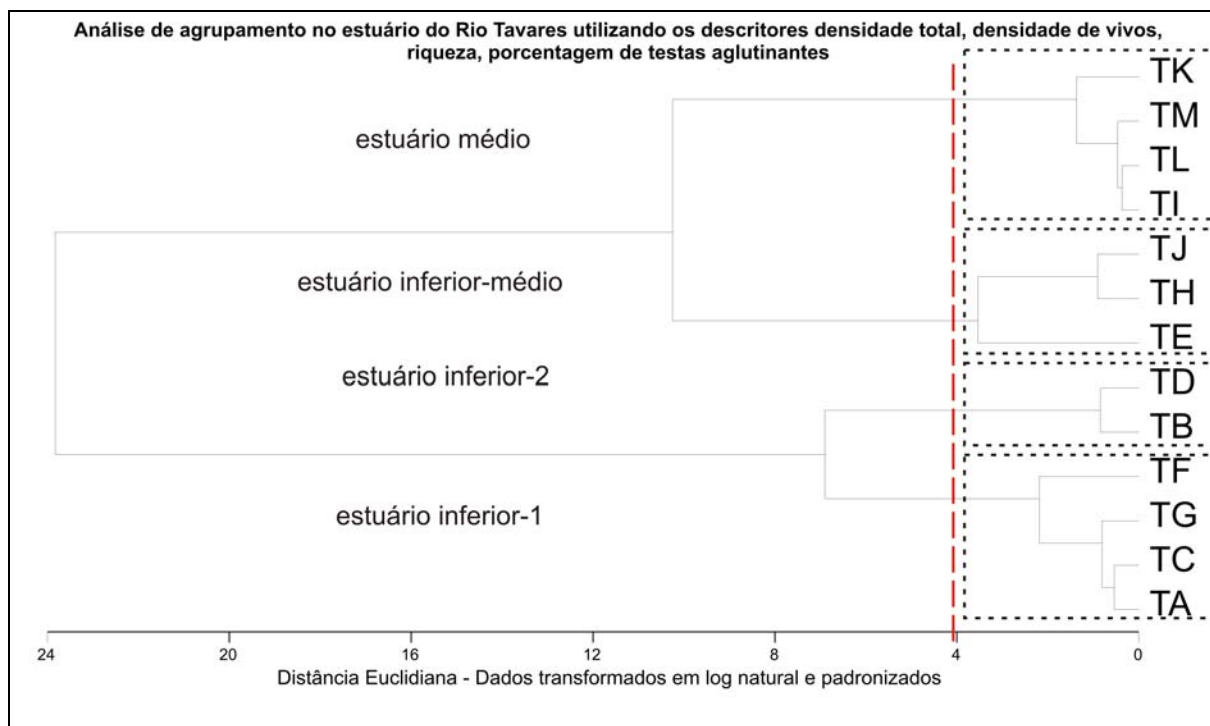 Análise de agrupamento no estuário do Rio Tavares utilizando os descritores densidade total, densidade de vivos,
riqueza, porcentagem de testas aglutinantes
estuário médio
estuário inferior-médio
estuário inferior-2
estuário inferior-1
TK
TM
TL
TI
TJ
TH
TE
TD
TB
TF
TG
TC
TA
24 20 16 12 8 4 0
Distância Euclidiana - Dados transformados em log natural e padronizados